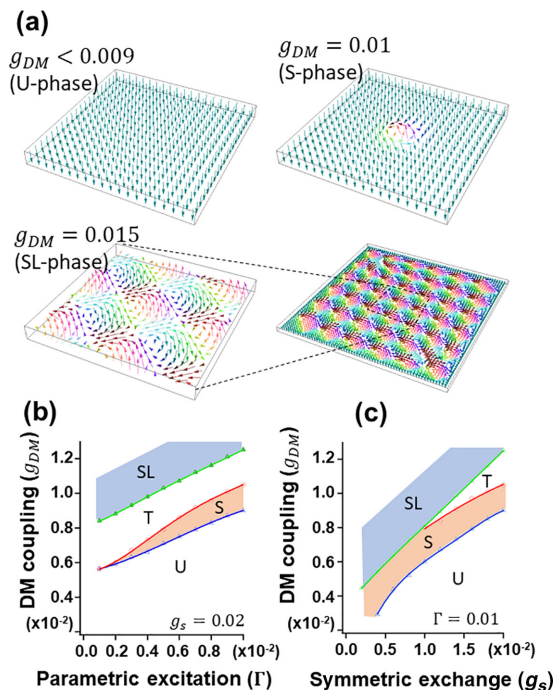 (a)
g_DM < 0.009
(U-phase)
g_DM = 0.01
(S-phase)
g_DM = 0.015
(SL-phase)
(b)
DM coupling (g_DM)
1.2
1.0
0.8
0.6
0.4
(x10⁻²)
SL
T
S
U
g_s = 0.02
0.0 0.2 0.4 0.6 0.8 (x10⁻²)
Parametric excitation (Γ)
(c)
DM coupling (g_DM)
1.2
1.0
0.8
0.6
0.4
(x10⁻²)
SL
T
S
U
Γ = 0.01
0.0 0.5 1.0 1.5 (x10⁻²)
Symmetric exchange (g_s)